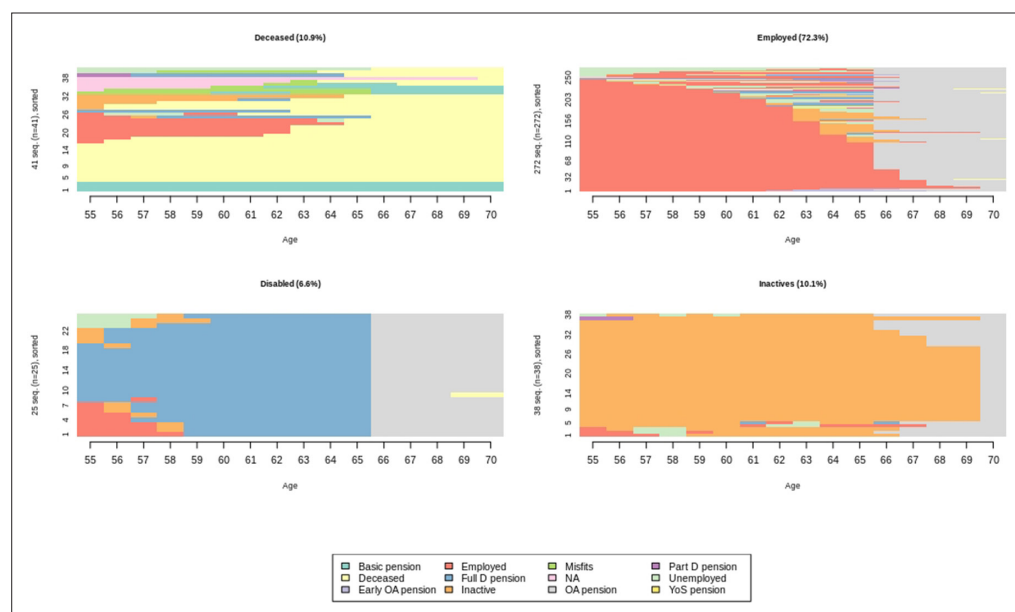 Deceased (10.9%)
41 seq. (n=41), sorted
1 5 9 14 20 26 32 38
55 56 57 58 59 60 61 62 63 64 65 66 67 68 69 70
Age
Employed (72.3%)
272 seq. (n=272), sorted
1 32 68 110 156 203 250
55 56 57 58 59 60 61 62 63 64 65 66 67 68 69 70
Age
Disabled (6.6%)
25 seq. (n=25), sorted
1 4 7 10 14 18 22
55 56 57 58 59 60 61 62 63 64 65 66 67 68 69 70
Age
Inactives (10.1%)
38 seq. (n=38), sorted
1 5 9 14 20 26 32 38
55 56 57 58 59 60 61 62 63 64 65 66 67 68 69 70
Age
Basic pension Employed Misfits Part D pension
Deceased Full D pension NA Unemployed
Early OA pension Inactive OA pension YoS pension